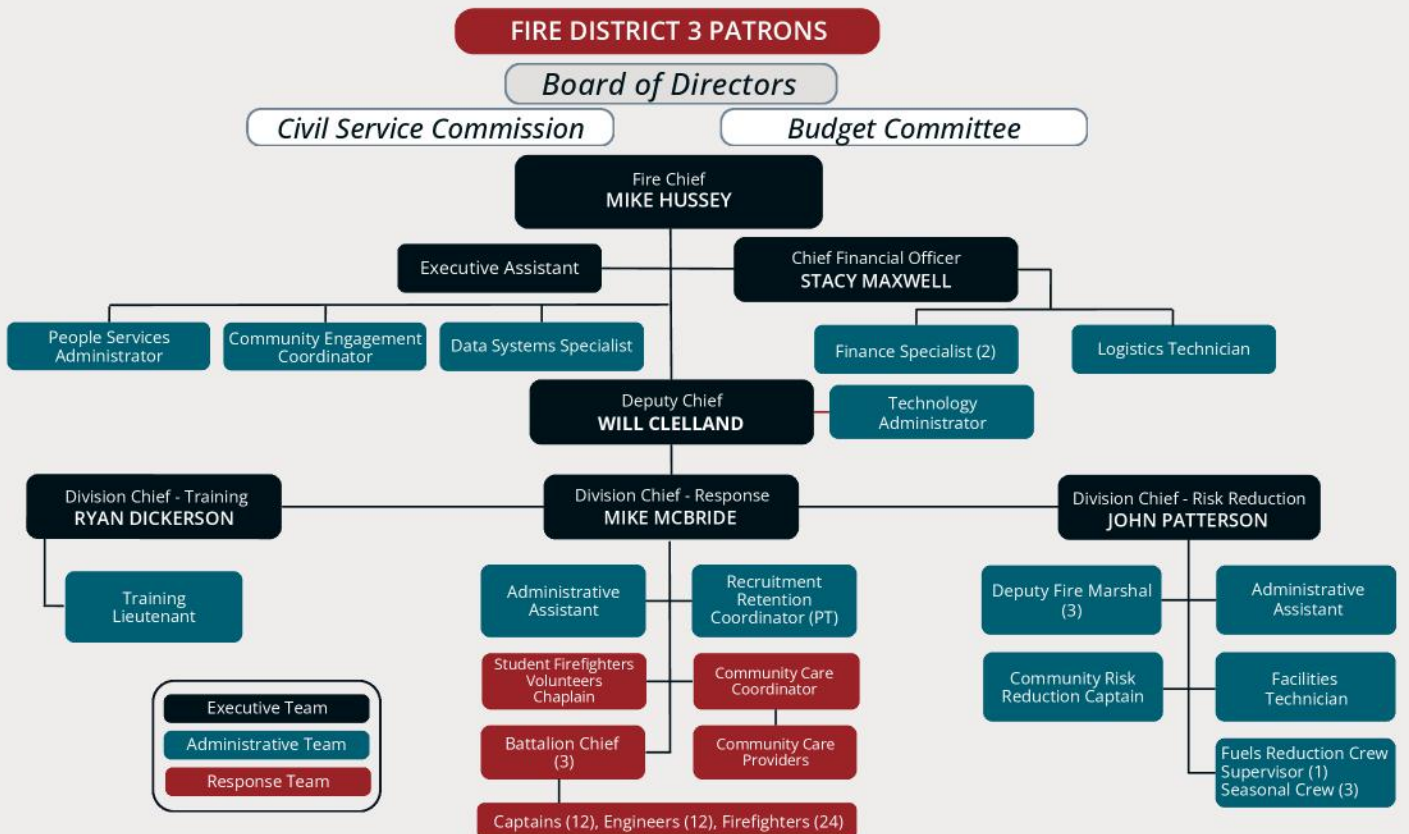 FIRE DISTRICT 3 PATRONS
Board of Directors
Civil Service Commission
Budget Committee
Fire Chief
MIKE HUSSEY
Executive Assistant
Chief Financial Officer
STACY MAXWELL
People Services
Administrator
Community Engagement
Coordinator
Data Systems Specialist
Finance Specialist (2)
Logistics Technician
Deputy Chief
WILL CLELLAND
Technology
Administrator
Division Chief - Training
RYAN DICKERSON
Division Chief - Response
MIKE MCBRIDE
Division Chief - Risk Reduction
JOHN PATTERSON
Training
Lieutenant
Administrative
Assistant
Recruitment
Retention
Coordinator (PT)
Student Firefighters
Volunteers
Chaplain
Community Care
Coordinator
Battalion Chief
(3)
Community Care
Providers
Captains (12), Engineers (12), Firefighters (24)
Deputy Fire Marshal
(3)
Administrative
Assistant
Community Risk
Reduction Captain
Facilities
Technician
Fuels Reduction Crew
Supervisor (1)
Seasonal Crew (3)
Executive Team
Administrative Team
Response Team